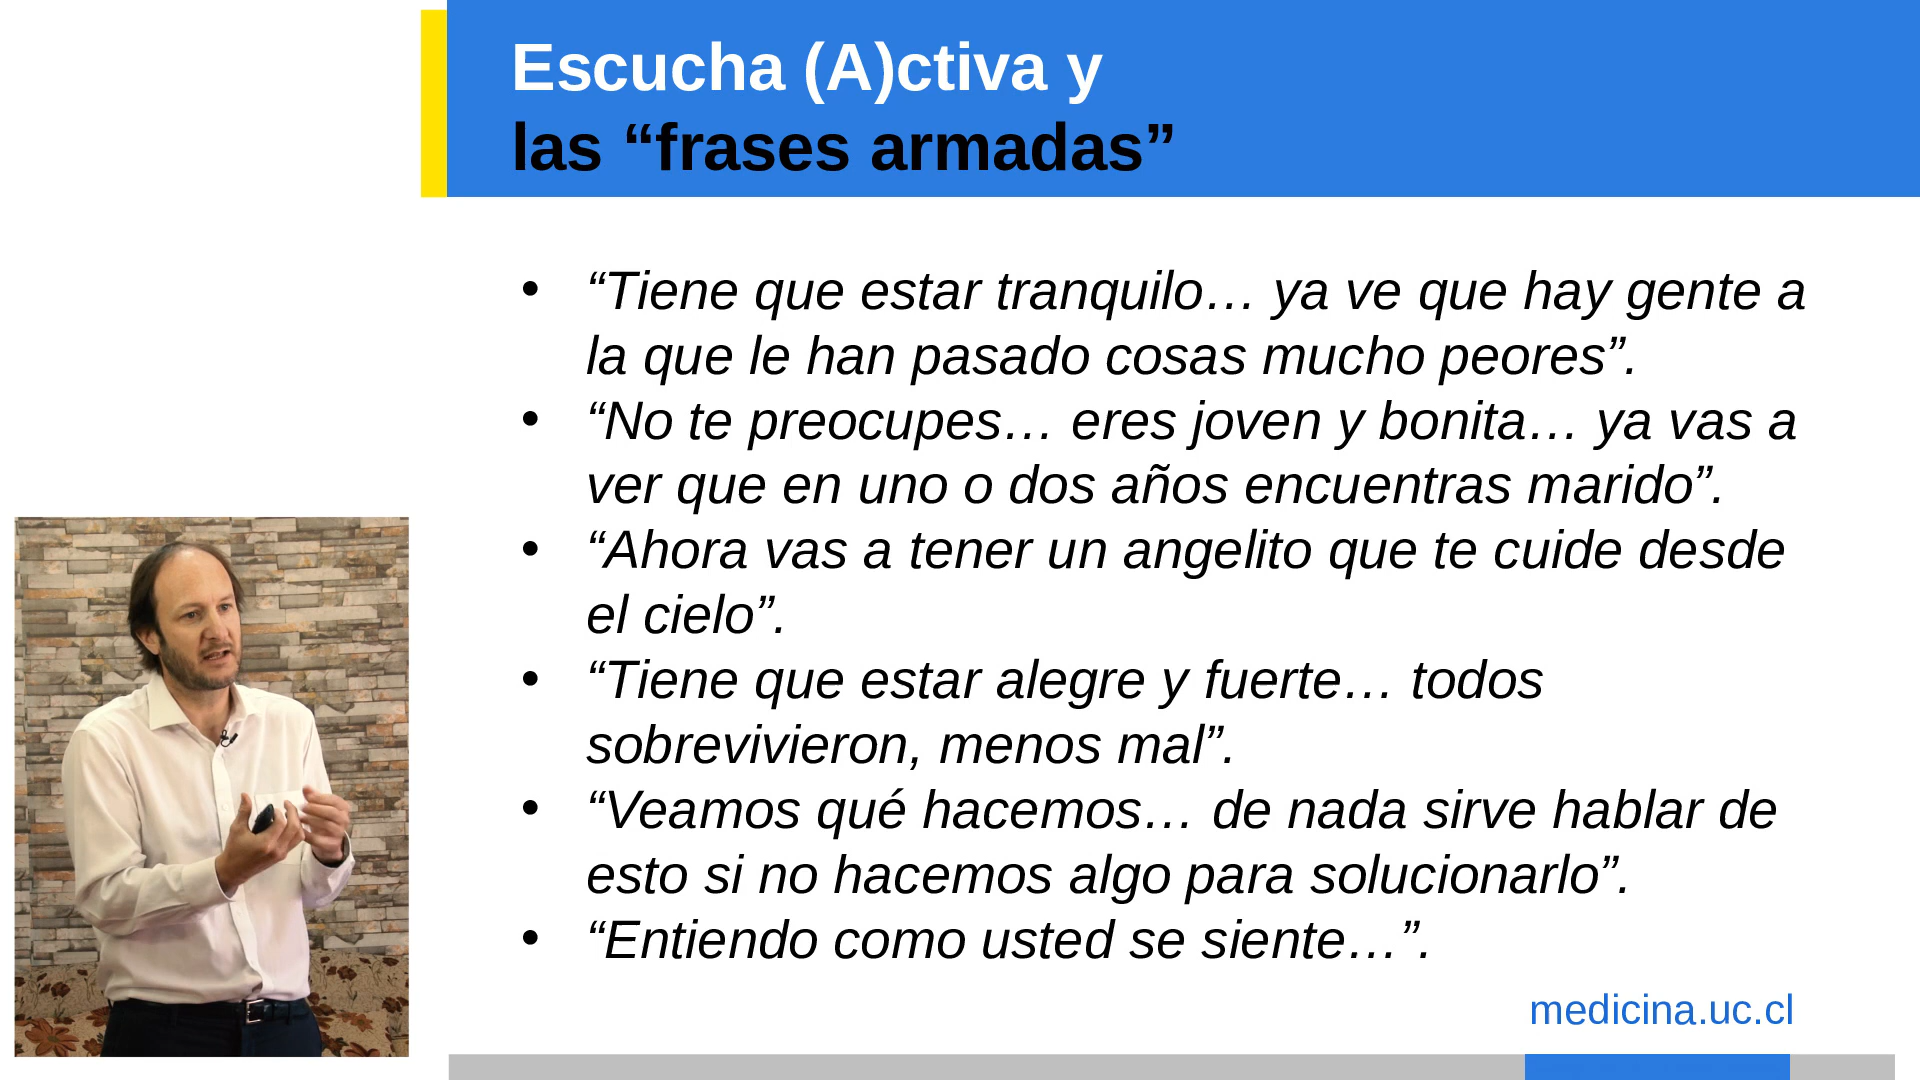 Escucha (A)ctiva y
las “frases armadas”
• “Tiene que estar tranquilo… ya ve que hay gente a
la que le han pasado cosas mucho peores”.
• “No te preocupes… eres joven y bonita… ya vas a
ver que en uno o dos años encuentras marido”.
• “Ahora vas a tener un angelito que te cuide desde
el cielo”.
• “Tiene que estar alegre y fuerte… todos
sobrevivieron, menos mal”.
• “Veamos qué hacemos… de nada sirve hablar de
esto si no hacemos algo para solucionarlo”.
• “Entiendo como usted se siente…”.
medicina.uc.cl